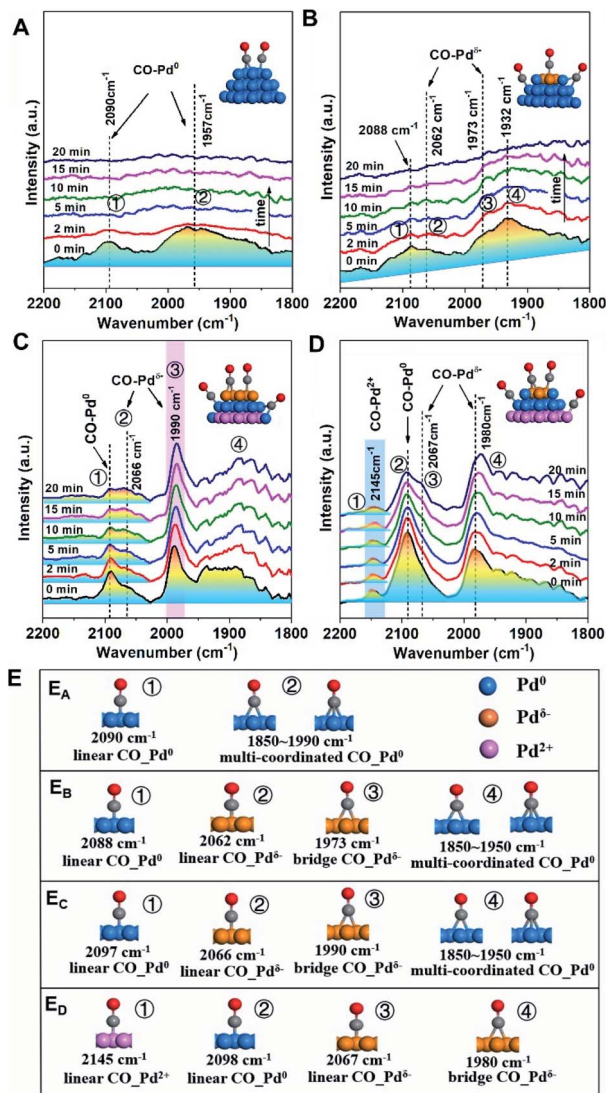 A
CO-Pd⁰
2090cm⁻¹
1957cm⁻¹
20 min
15 min
10 min
5 min
2 min
0 min
①
②
time
Intensity (a.u.)
2200 2100 2000 1900 1800
Wavenumber (cm⁻¹)
B
CO-Pdᵟ⁻
2088 cm⁻¹
2062 cm⁻¹
1973 cm⁻¹
1932 cm⁻¹
20 min
15 min
10 min
5 min
2 min
0 min
① ② ③ ④
time
Intensity (a.u.)
2200 2100 2000 1900 1800
Wavenumber (cm⁻¹)
C
CO-Pd⁰
CO-Pdᵟ⁻
① ② ③ ④
2066 cm⁻¹
1990 cm⁻¹
20 min
15 min
10 min
5 min
2 min
0 min
Intensity (a.u.)
2200 2100 2000 1900 1800
Wavenumber (cm⁻¹)
D
CO-Pd²⁺
CO-Pd⁰
CO-Pdᵟ⁻
① ② ③ ④
2145cm⁻¹
2067cm⁻¹
1980cm⁻¹
20 min
15 min
10 min
5 min
2 min
0 min
Intensity (a.u.)
2200 2100 2000 1900 1800
Wavenumber (cm⁻¹)
E
E_A
① ②
2090 cm⁻¹ 1850~1990 cm⁻¹
linear CO_Pd⁰ multi-coordinated CO_Pd⁰
Pd⁰
Pdᵟ⁻
Pd²⁺
E_B
① ② ③ ④
2088 cm⁻¹ 2062 cm⁻¹ 1973 cm⁻¹ 1850~1950 cm⁻¹
linear CO_Pd⁰ linear CO_Pdᵟ⁻ bridge CO_Pdᵟ⁻ multi-coordinated CO_Pd⁰
E_C
① ② ③ ④
2097 cm⁻¹ 2066 cm⁻¹ 1990 cm⁻¹ 1850~1950 cm⁻¹
linear CO_Pd⁰ linear CO_Pdᵟ⁻ bridge CO_Pdᵟ⁻ multi-coordinated CO_Pd⁰
E_D
① ② ③ ④
2145 cm⁻¹ 2098 cm⁻¹ 2067 cm⁻¹ 1980 cm⁻¹
linear CO_Pd²⁺ linear CO_Pd⁰ linear CO_Pdᵟ⁻ bridge CO_Pdᵟ⁻